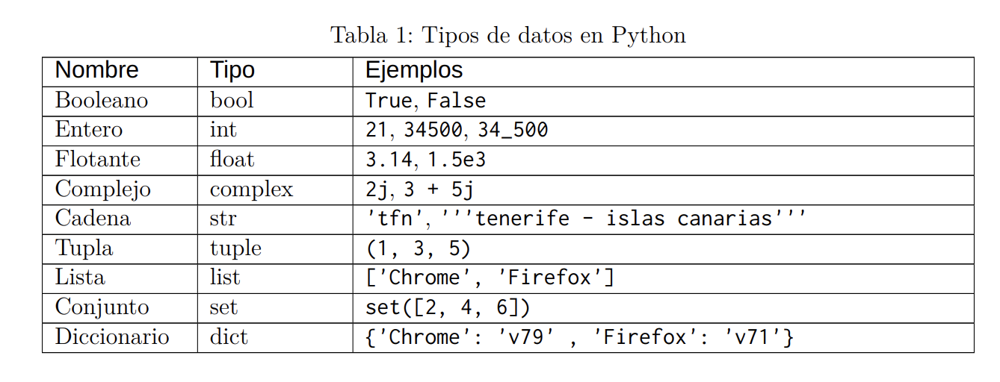 Tabla 1: Tipos de datos en Python
Nombre Tipo Ejemplos
Booleano bool True, False
Entero int 21, 34500, 34_500
Flotante float 3.14, 1.5e3
Complejo complex 2j, 3 + 5j
Cadena str 'tfn', '''tenerife - islas canarias'''
Tupla tuple (1, 3, 5)
Lista list ['Chrome', 'Firefox']
Conjunto set set([2, 4, 6])
Diccionario dict {'Chrome': 'v79' , 'Firefox': 'v71'}